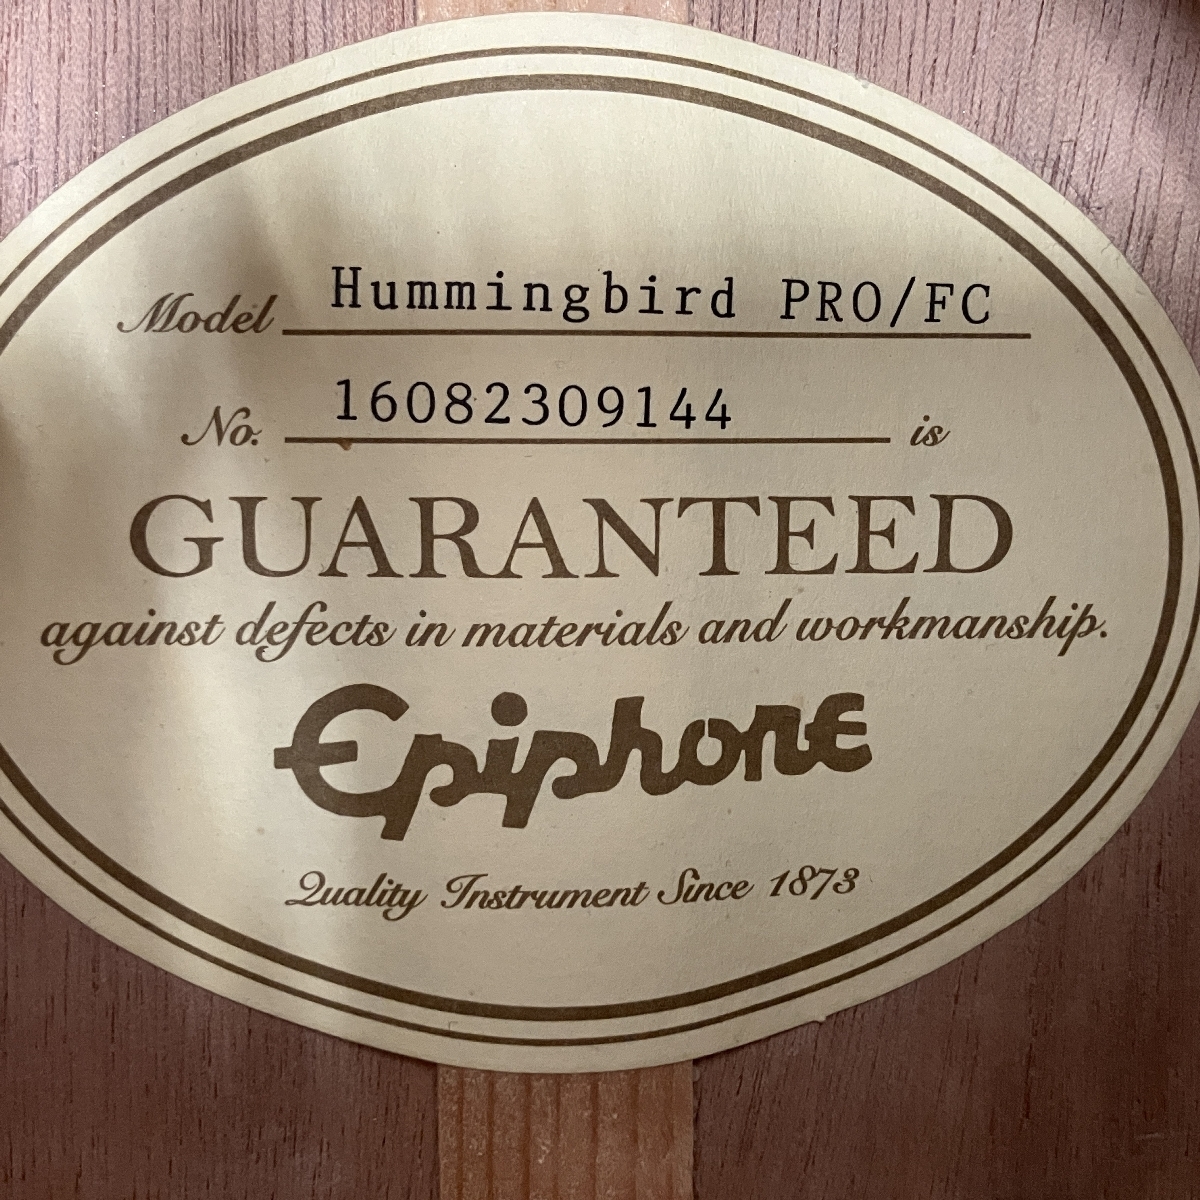 Model Hummingbird PRO/FC
No. 16082309144 is
GUARANTEED
against defects in materials and workmanship.
Epiphone
Quality Instrument Since 1873